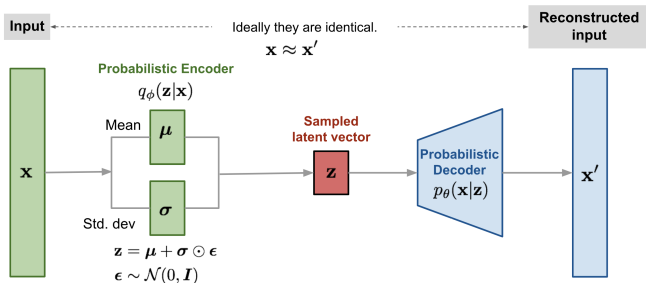 Input
Ideally they are identical.
x ≈ x′
Reconstructed
input
Probabilistic Encoder
qϕ(z|x)
Mean
μ
Sampled
latent vector
x
z
Probabilistic
Decoder
pθ(x|z)
x′
σ
Std. dev
z = μ + σ ⊙ ϵ
ϵ ∼ 𝒩(0, I)